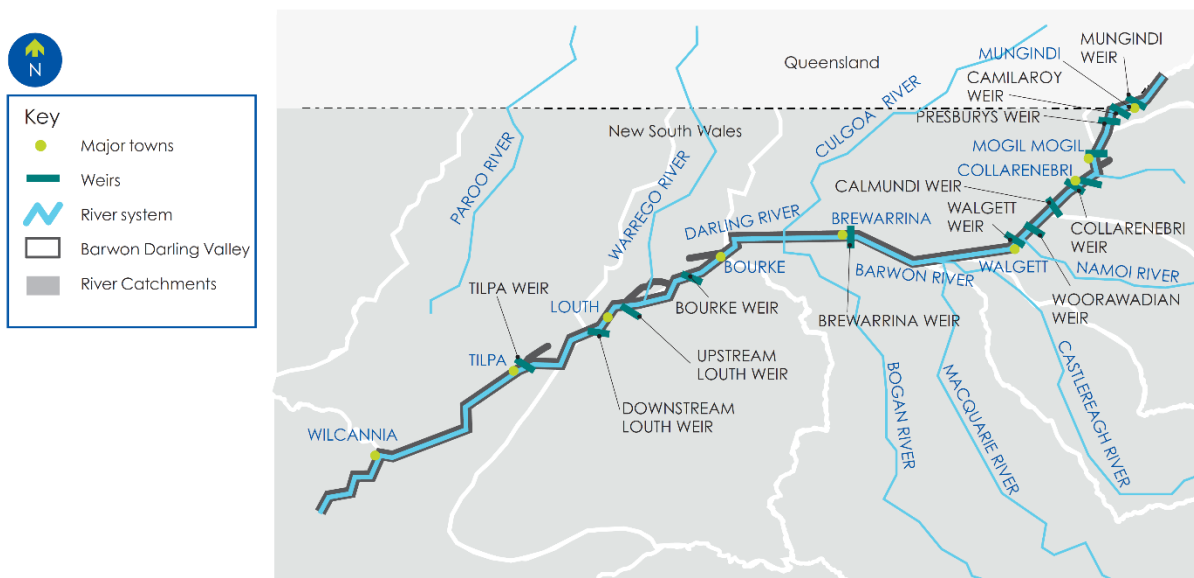 N
Key
Major towns
Weirs
River system
Barwon Darling Valley
River Catchments
Queensland
New South Wales
MUNGINDI
MUNGINDI
WEIR
CAMILAROY
WEIR
PRESBURYS WEIR
MOGIL MOGIL
COLLARENEBRI
CALMUNDI WEIR
WALGETT
WEIR
COLLARENEBRI
WEIR
PAROO RIVER
WARREGO RIVER
CULGOA RIVER
DARLING RIVER
BREWARRINA
BOURKE
BARWON RIVER
WALGETT
NAMOI RIVER
WOORAWADIAN
WEIR
BREWARRINA WEIR
BOURKE WEIR
TILPA WEIR
LOUTH
UPSTREAM
LOUTH WEIR
TILPA
DOWNSTREAM
LOUTH WEIR
BOGAN RIVER
MACQUARIE RIVER
CASTLEREAGH RIVER
WILCANNIA